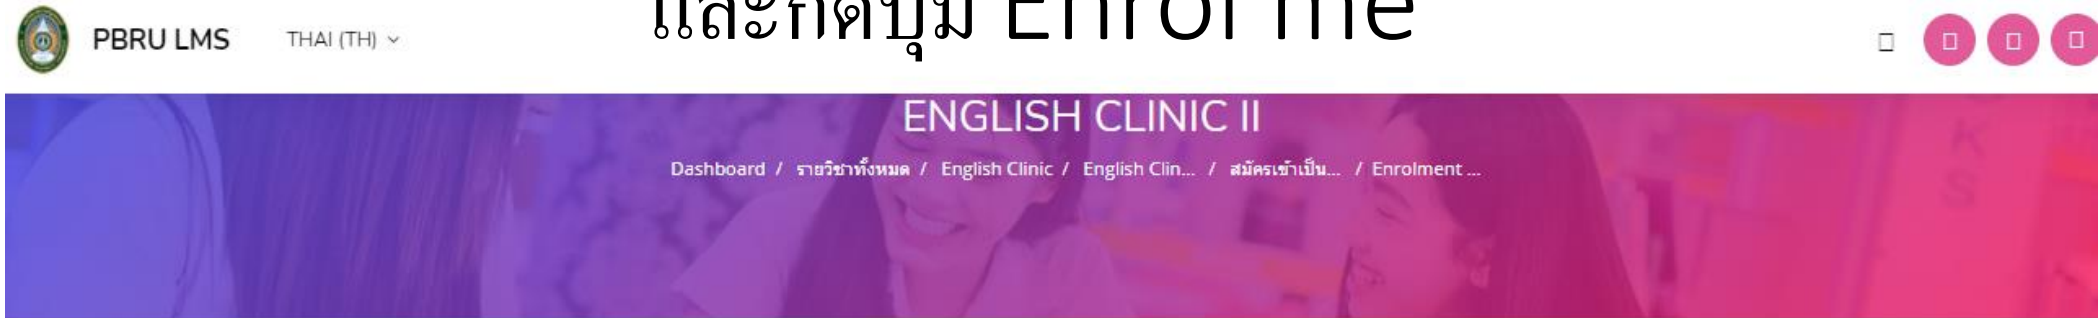 และกดปุ่ม Enrol me
PBRU LMS THAI (TH)
ENGLISH CLINIC II
Dashboard / รายวิชาทั้งหมด / English Clinic / English Clin... / สมัครเข้าเป็น... / Enrolment ...